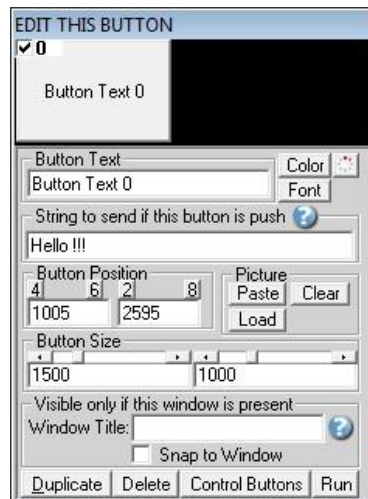 EDIT THIS BUTTON
0
Button Text 0
Button Text
Color
Button Text 0
Font
String to send if this button is push ?
Hello !!!
Button Position
Picture
4 6 2 8
Paste Clear
1005 2595
Load
Button Size
1500 1000
Visible only if this window is present
Window Title: ?
Snap to Window
Duplicate Delete Control Buttons Run